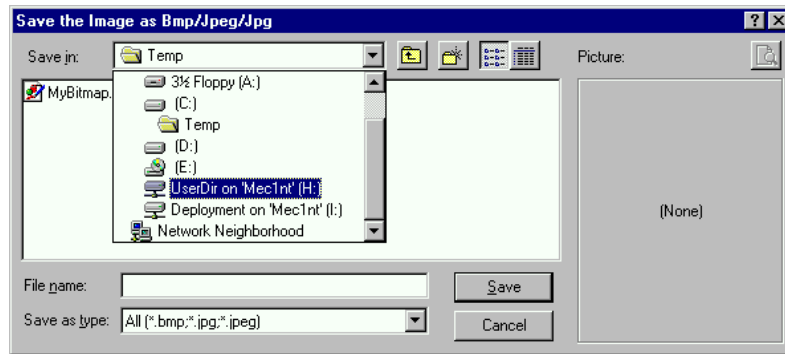 Save the Image as Bmp/Jpeg/Jpg
Save in: Temp Picture:
3½ Floppy (A:)
MyBitmap.
(C:)
Temp
(D:)
(E:)
UserDir on 'Mec1nt' (H:)
Deployment on 'Mec1nt' (I:)
Network Neighborhood
(None)
File name: Save
Save as type: All (*.bmp;*.jpg;*.jpeg) Cancel